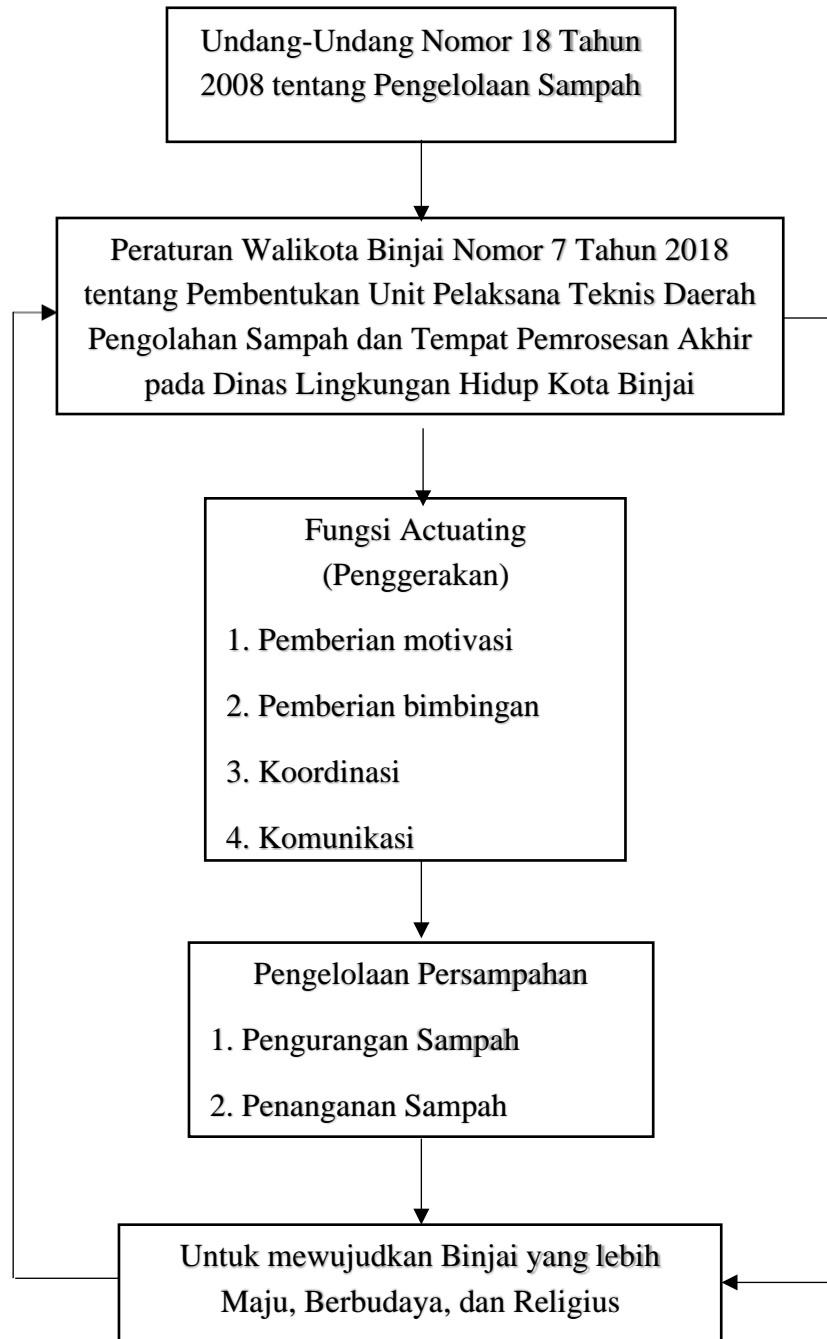 Undang-Undang Nomor 18 Tahun
2008 tentang Pengelolaan Sampah
Peraturan Walikota Binjai Nomor 7 Tahun 2018
tentang Pembentukan Unit Pelaksana Teknis Daerah
Pengolahan Sampah dan Tempat Pemrosesan Akhir
pada Dinas Lingkungan Hidup Kota Binjai
Fungsi Actuating
(Penggerakan)
1. Pemberian motivasi
2. Pemberian bimbingan
3. Koordinasi
4. Komunikasi
Pengelolaan Persampahan
1. Pengurangan Sampah
2. Penanganan Sampah
Untuk mewujudkan Binjai yang lebih
Maju, Berbudaya, dan Religius